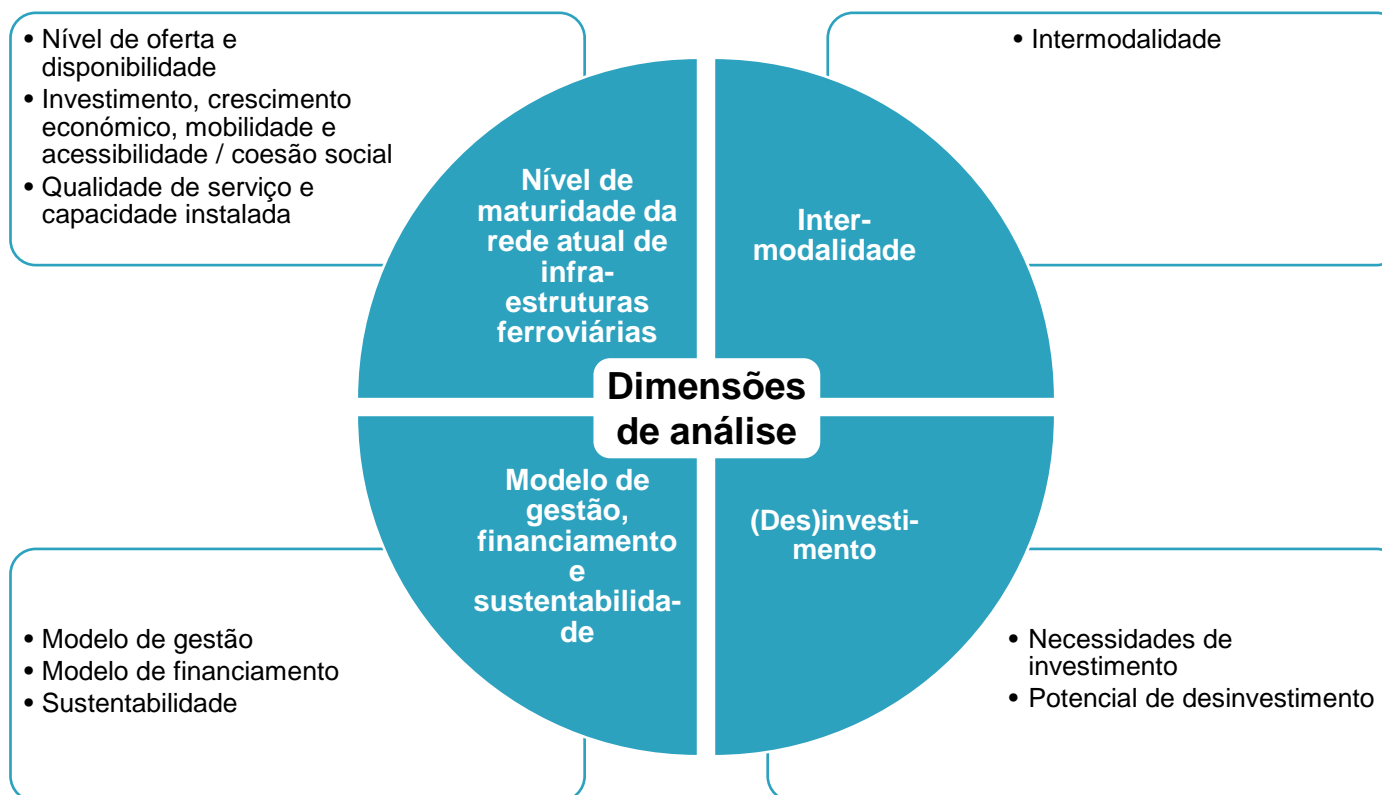 • Nível de oferta e
disponibilidade
• Investimento, crescimento
económico, mobilidade e
acessibilidade / coesão social
• Qualidade de serviço e
capacidade instalada
• Intermodalidade
Nível de
maturidade da
rede atual de
infra-
estruturas
ferroviárias
Inter-
modalidade
Dimensões
de análise
Modelo de
gestão,
financiamento
e
sustentabilida-
de
(Des)investi-
mento
• Modelo de gestão
• Modelo de financiamento
• Sustentabilidade
• Necessidades de
investimento
• Potencial de desinvestimento